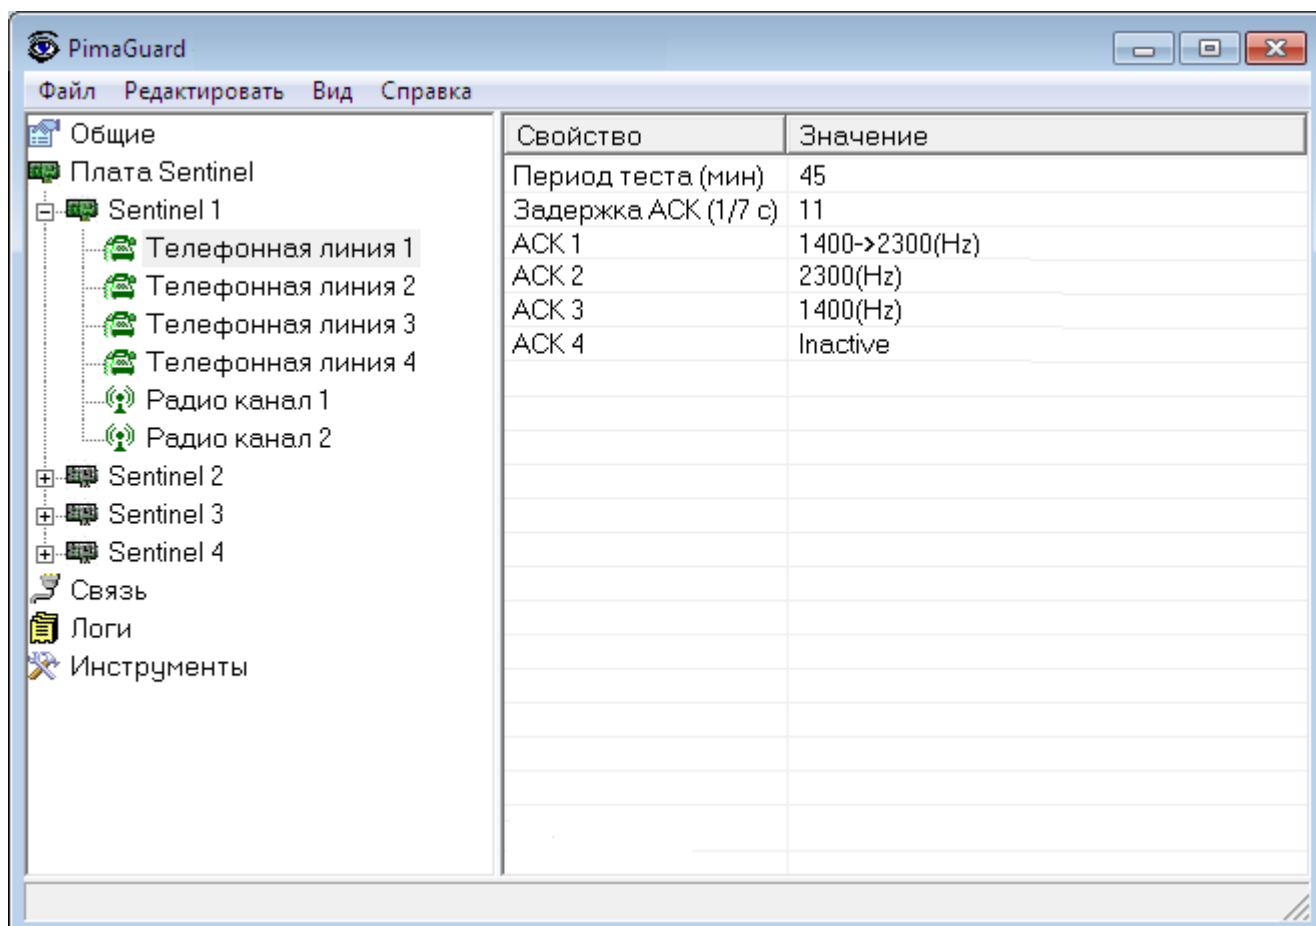 PimaGuard
Файл Редактировать Вид Справка
Общие
Плата Sentinel
Sentinel 1
Телефонная линия 1
Телефонная линия 2
Телефонная линия 3
Телефонная линия 4
Радио канал 1
Радио канал 2
Sentinel 2
Sentinel 3
Sentinel 4
Связь
Логи
Инструменты
Свойство Значение
Период теста (мин) 45
Задержка АСК (1/7 с) 11
АСК 1 1400->2300(Hz)
АСК 2 2300(Hz)
АСК 3 1400(Hz)
АСК 4 Inactive